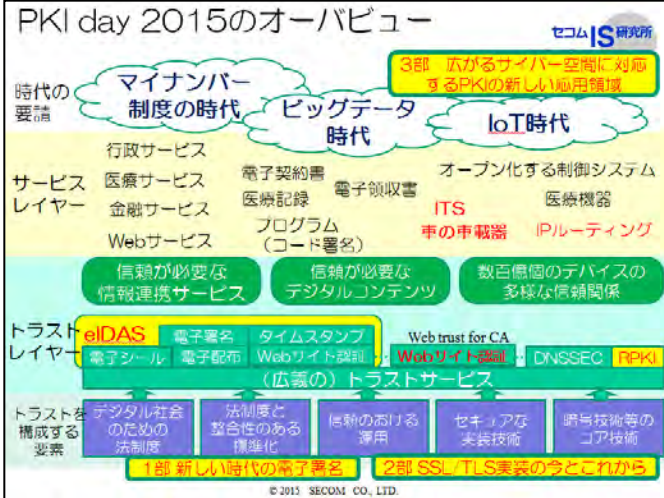 PKI day 2015のオーバビュー
セコムIS研究所
3部 広がるサイバー空間に対応
するPKIの新しい応用領域
時代の
要請
マイナンバー
制度の時代
ビッグデータ
時代
IoT時代
サービス
レイヤー
行政サービス
医療サービス
金融サービス
Webサービス
電子契約書
医療記録
電子領収書
プログラム
(コード署名)
オープン化する制御システム
医療機器
ITS
車の車載器
IPルーティング
信頼が必要な
情報連携サービス
信頼が必要な
デジタルコンテンツ
数百億個のデバイスの
多様な信頼関係
トラスト
レイヤー
eIDAS
電子署名
タイムスタンプ
電子シール
電子配布
Webサイト認証
Web trust for CA
Webサイト認証
DNSSEC
RPKI
(広義の)トラストサービス
トラストを
構成する
要素
デジタル社会
のための
法制度
法制度と
整合性のある
標準化
信頼のおける
運用
セキュアな
実装技術
暗号技術等の
コア技術
1部 新しい時代の電子署名
2部 SSL/TLS実装の今とこれから
© 2015 SECOM CO., LTD.